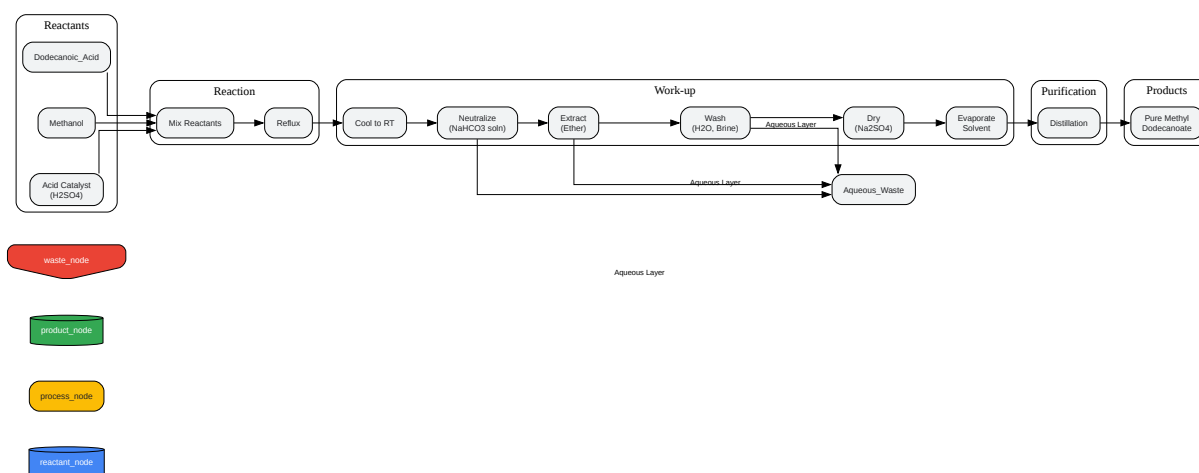 Reactants
Dodecanoic_Acid
Methanol
Acid Catalyst
(H2SO4)
Reaction
Mix Reactants
Reflux
Work-up
Cool to RT
Neutralize
(NaHCO3 soln)
Extract
(Ether)
Wash
(H2O, Brine)
Aqueous Layer
Dry
(Na2SO4)
Evaporate
Solvent
Purification
Distillation
Products
Pure Methyl
Dodecanoate
Aqueous Layer
Aqueous_Waste
Aqueous Layer
waste_node
product_node
process_node
reactant_node